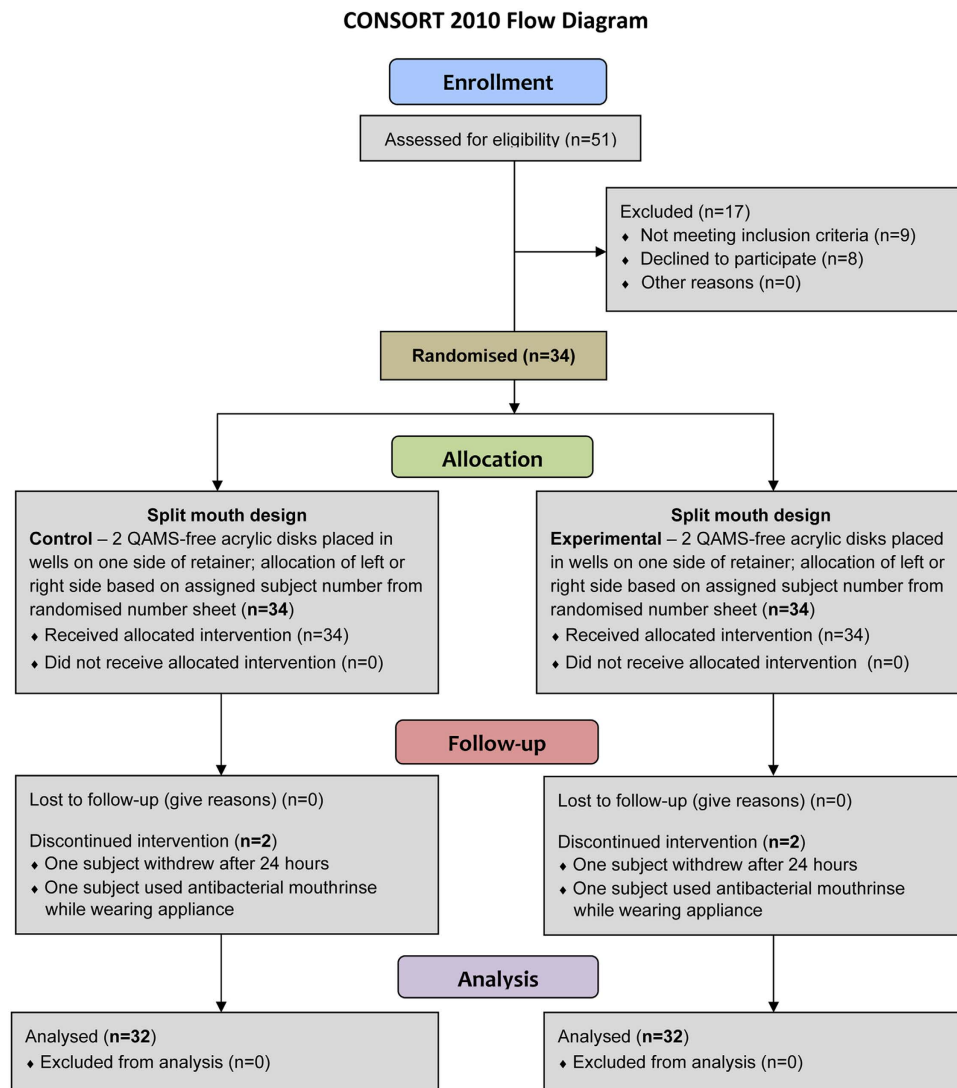 CONSORT 2010 Flow Diagram
Enrollment
Assessed for eligibility (n=51)
Excluded (n=17)
♦ Not meeting inclusion criteria (n=9)
♦ Declined to participate (n=8)
♦ Other reasons (n=0)
Randomised (n=34)
Allocation
Split mouth design
Control – 2 QAMS-free acrylic disks placed in
wells on one side of retainer; allocation of left or
right side based on assigned subject number from
randomised number sheet (n=34)
♦ Received allocated intervention (n=34)
♦ Did not receive allocated intervention (n=0)
Split mouth design
Experimental – 2 QAMS-free acrylic disks placed
in wells on one side of retainer; allocation of left or
right side based on assigned subject number from
randomised number sheet (n=34)
♦ Received allocated intervention (n=34)
♦ Did not receive allocated intervention (n=0)
Follow-up
Lost to follow-up (give reasons) (n=0)
Discontinued intervention (n=2)
♦ One subject withdrew after 24 hours
♦ One subject used antibacterial mouthrinse
while wearing appliance
Lost to follow-up (give reasons) (n=0)
Discontinued intervention (n=2)
♦ One subject withdrew after 24 hours
♦ One subject used antibacterial mouthrinse
while wearing appliance
Analysis
Analysed (n=32)
♦ Excluded from analysis (n=0)
Analysed (n=32)
♦ Excluded from analysis (n=0)